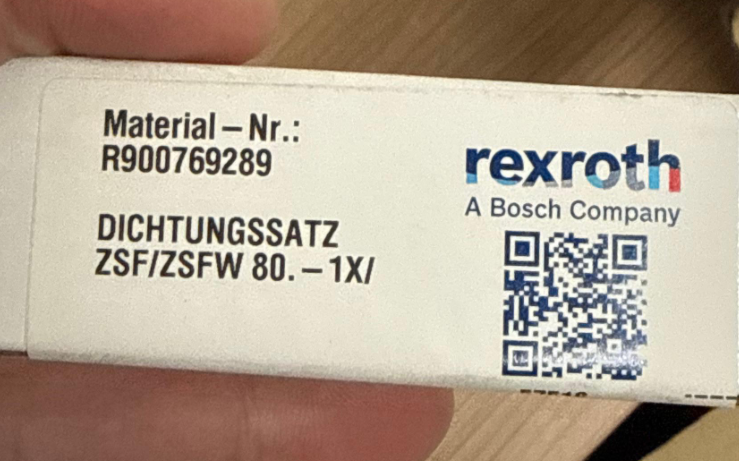 Material – Nr.:
R900769289
DICHTUNGSSATZ
ZSF/ZSFW 80. – 1X/
rexroth
A Bosch Company